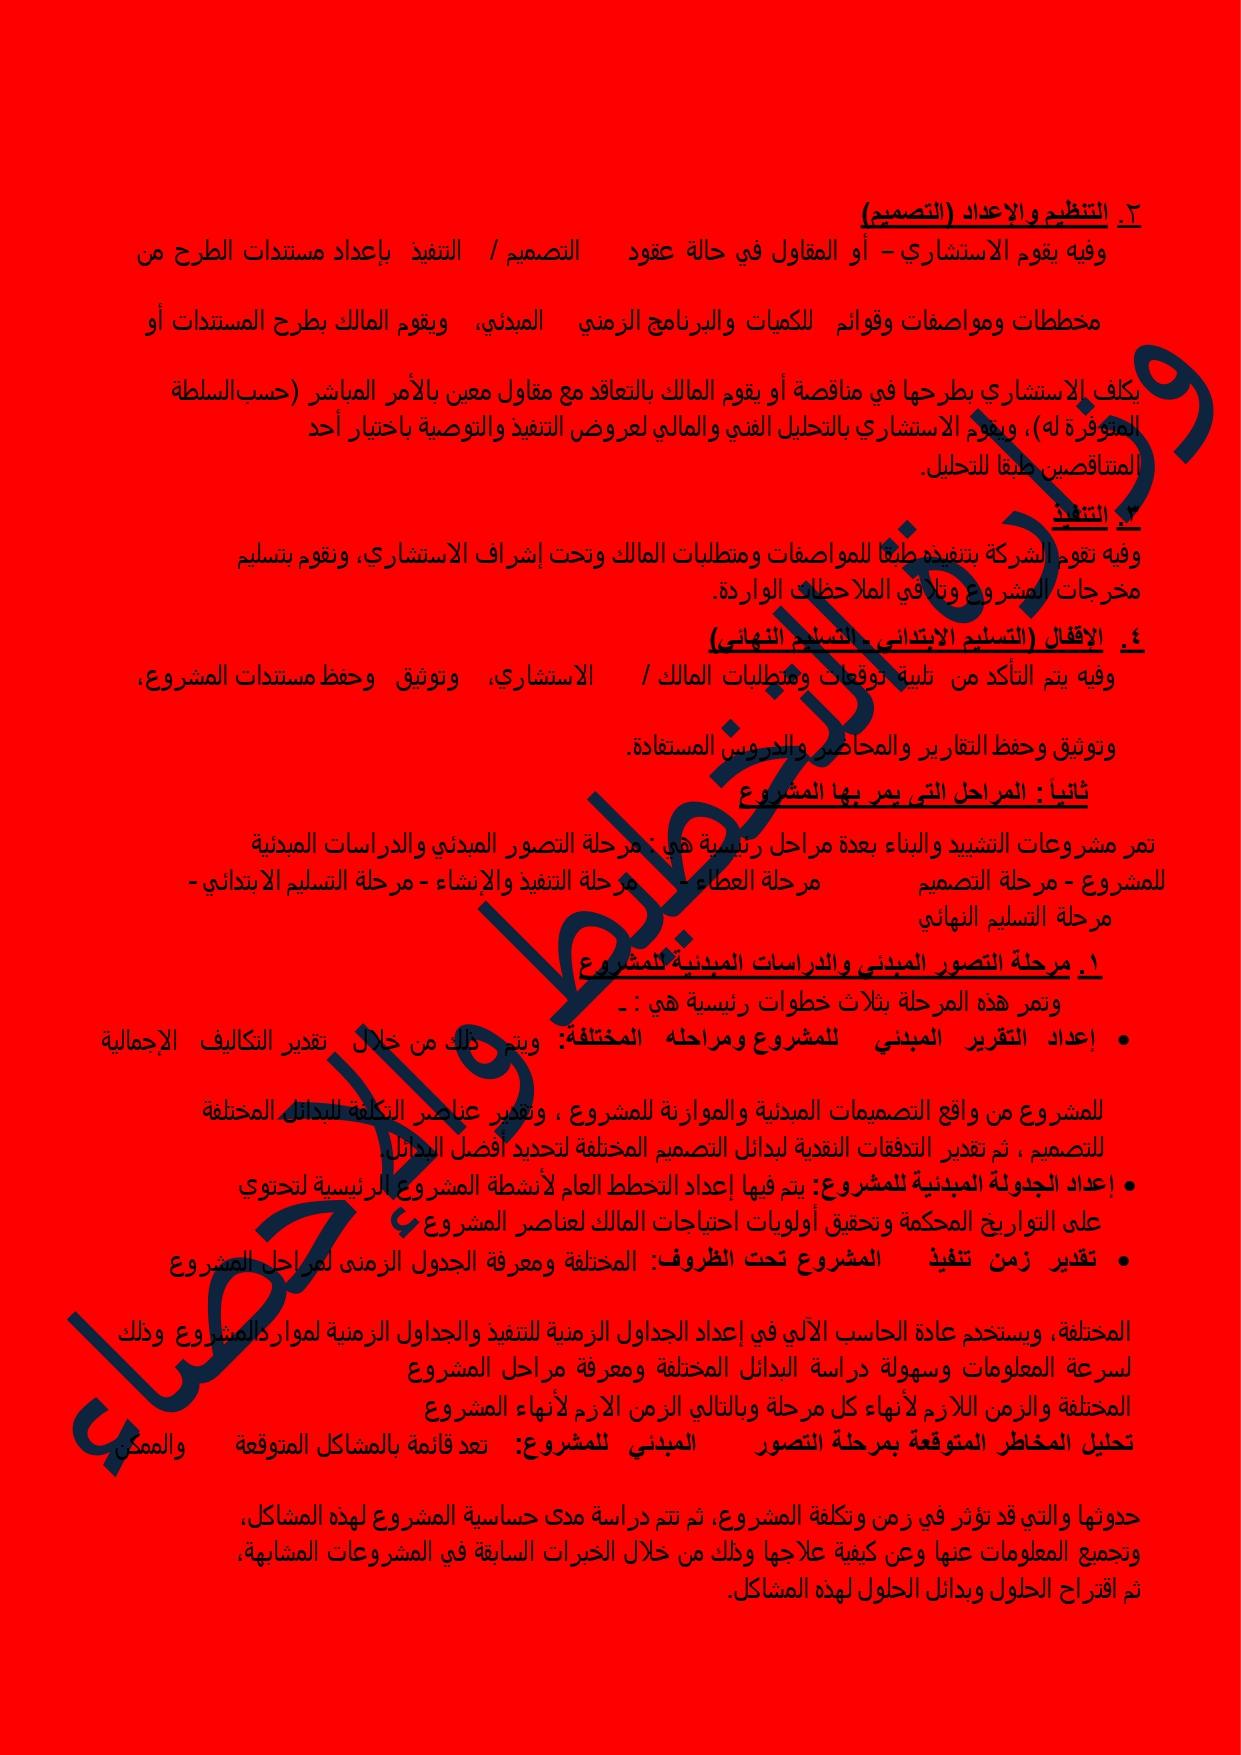 ٢. التنظيم والإعداد (التصميم)
وفيه يقوم الاستشاري – أو المقاول في حالة عقود التصميم / التنفيذ بإعداد مستندات الطرح من
مخططات ومواصفات وقوائم للكميات والبرنامج الزمني المبدئي، ويقوم المالك بطرح المستندات أو
يكلف الاستشاري بطرحها في مناقصة أو يقوم المالك بالتعاقد مع مقاول معين بالأمر المباشر (حسب السلطة
المتوفرة له)، ويقوم الاستشاري بالتحليل الفني والمالي لعروض التنفيذ والتوصية باختيار أحد
المتناقصين طبقا للتحليل.
٣. التنفيذ
وفيه تقوم الشركة بتنفيذه طبقا للمواصفات ومتطلبات المالك وتحت إشراف الاستشاري، ونقوم بتسليم
مخرجات المشروع وتلافي الملاحظات الواردة.
٤. الإقفال (التسليم الابتدائي - التسليم النهائي)
وفيه يتم التأكد من تلبية توقعات ومتطلبات المالك / الاستشاري، وتوثيق وحفظ مستندات المشروع،
وتوثيق وحفظ التقارير والمحاضر والدروس المستفادة.
ثانياً : المراحل التي يمر بها المشروع
تمر مشروعات التشييد والبناء بعدة مراحل رئيسية هي : مرحلة التصور المبدئي والدراسات المبدئية
للمشروع - مرحلة التصميم مرحلة العطاء - مرحلة التنفيذ والإنشاء - مرحلة التسليم الابتدائي -
مرحلة التسليم النهائي
١. مرحلة التصور المبدئي والدراسات المبدئية للمشروع
وتمر هذه المرحلة بثلاث خطوات رئيسية هي : ـ
• إعداد التقرير المبدئي للمشروع ومراحله المختلفة: ويتم ذلك من خلال تقدير التكاليف الإجمالية
للمشروع من واقع التصميمات المبدئية والموازنة للمشروع ، وتقدير عناصر التكلفة للبدائل المختلفة
للتصميم ، ثم تقدير التدفقات النقدية لبدائل التصميم المختلفة لتحديد أفضل البدائل.
• إعداد الجدولة المبدئية للمشروع: يتم فيها إعداد التخطط العام لأنشطة المشروع الرئيسية لتحتوي
على التواريخ المحكمة وتحقيق أولويات احتياجات المالك لعناصر المشروع
• تقدير زمن تنفيذ المشروع تحت الظروف: المختلفة ومعرفة الجدول الزمنى لمراحل المشروع
المختلفة، ويستخدم عادة الحاسب الآلي في إعداد الجداول الزمنية للتنفيذ والجداول الزمنية لموارد المشروع وذلك
لسرعة المعلومات وسهولة دراسة البدائل المختلفة ومعرفة مراحل المشروع
المختلفة والزمن اللازم لأنهاء كل مرحلة وبالتالي الزمن الازم لأنهاء المشروع
تحليل المخاطر المتوقعة بمرحلة التصور المبدئي للمشروع: تعد قائمة بالمشاكل المتوقعة والممكن
حدوثها والتي قد تؤثر في زمن وتكلفة المشروع، ثم تتم دراسة مدى حساسية المشروع لهذه المشاكل،
وتجميع المعلومات عنها وعن كيفية علاجها وذلك من خلال الخبرات السابقة في المشروعات المشابهة،
ثم اقتراح الحلول وبدائل الحلول لهذه المشاكل.
وزارة التخطيط والإحصاء